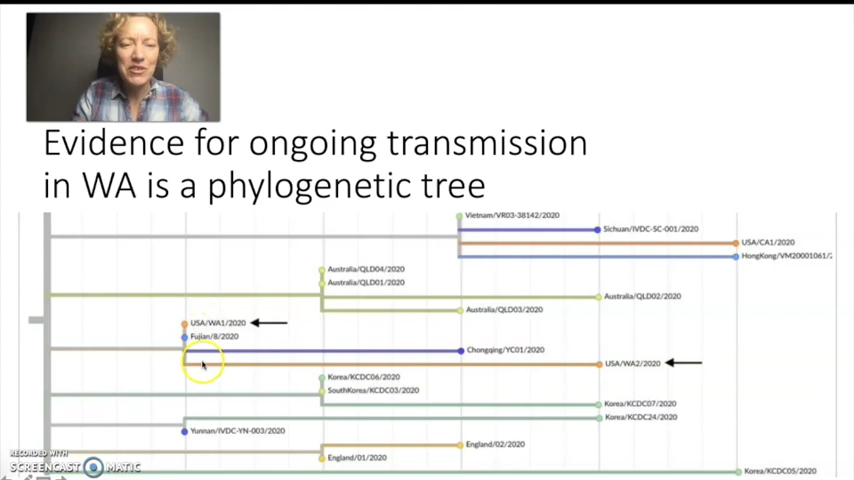 Evidence for ongoing transmission
in WA is a phylogenetic tree
Vietnam/VR03-38142/2020
Sichuan/IVDC-SC-001/2020
USA/CA1/2020
HongKong/VM20001061/2
Australia/QLD04/2020
Australia/QLD01/2020
Australia/QLD02/2020
Australia/QLD03/2020
USA/WA1/2020
Fujian/8/2020
Chongqing/YC01/2020
USA/WA2/2020
Korea/KCDC06/2020
SouthKorea/KCDC03/2020
Korea/KCDC07/2020
Korea/KCDC24/2020
Yunnan/IVDC-YN-003/2020
England/02/2020
England/01/2020
Korea/KCDC05/2020
RECORDED WITH
SCREENCAST MATIC